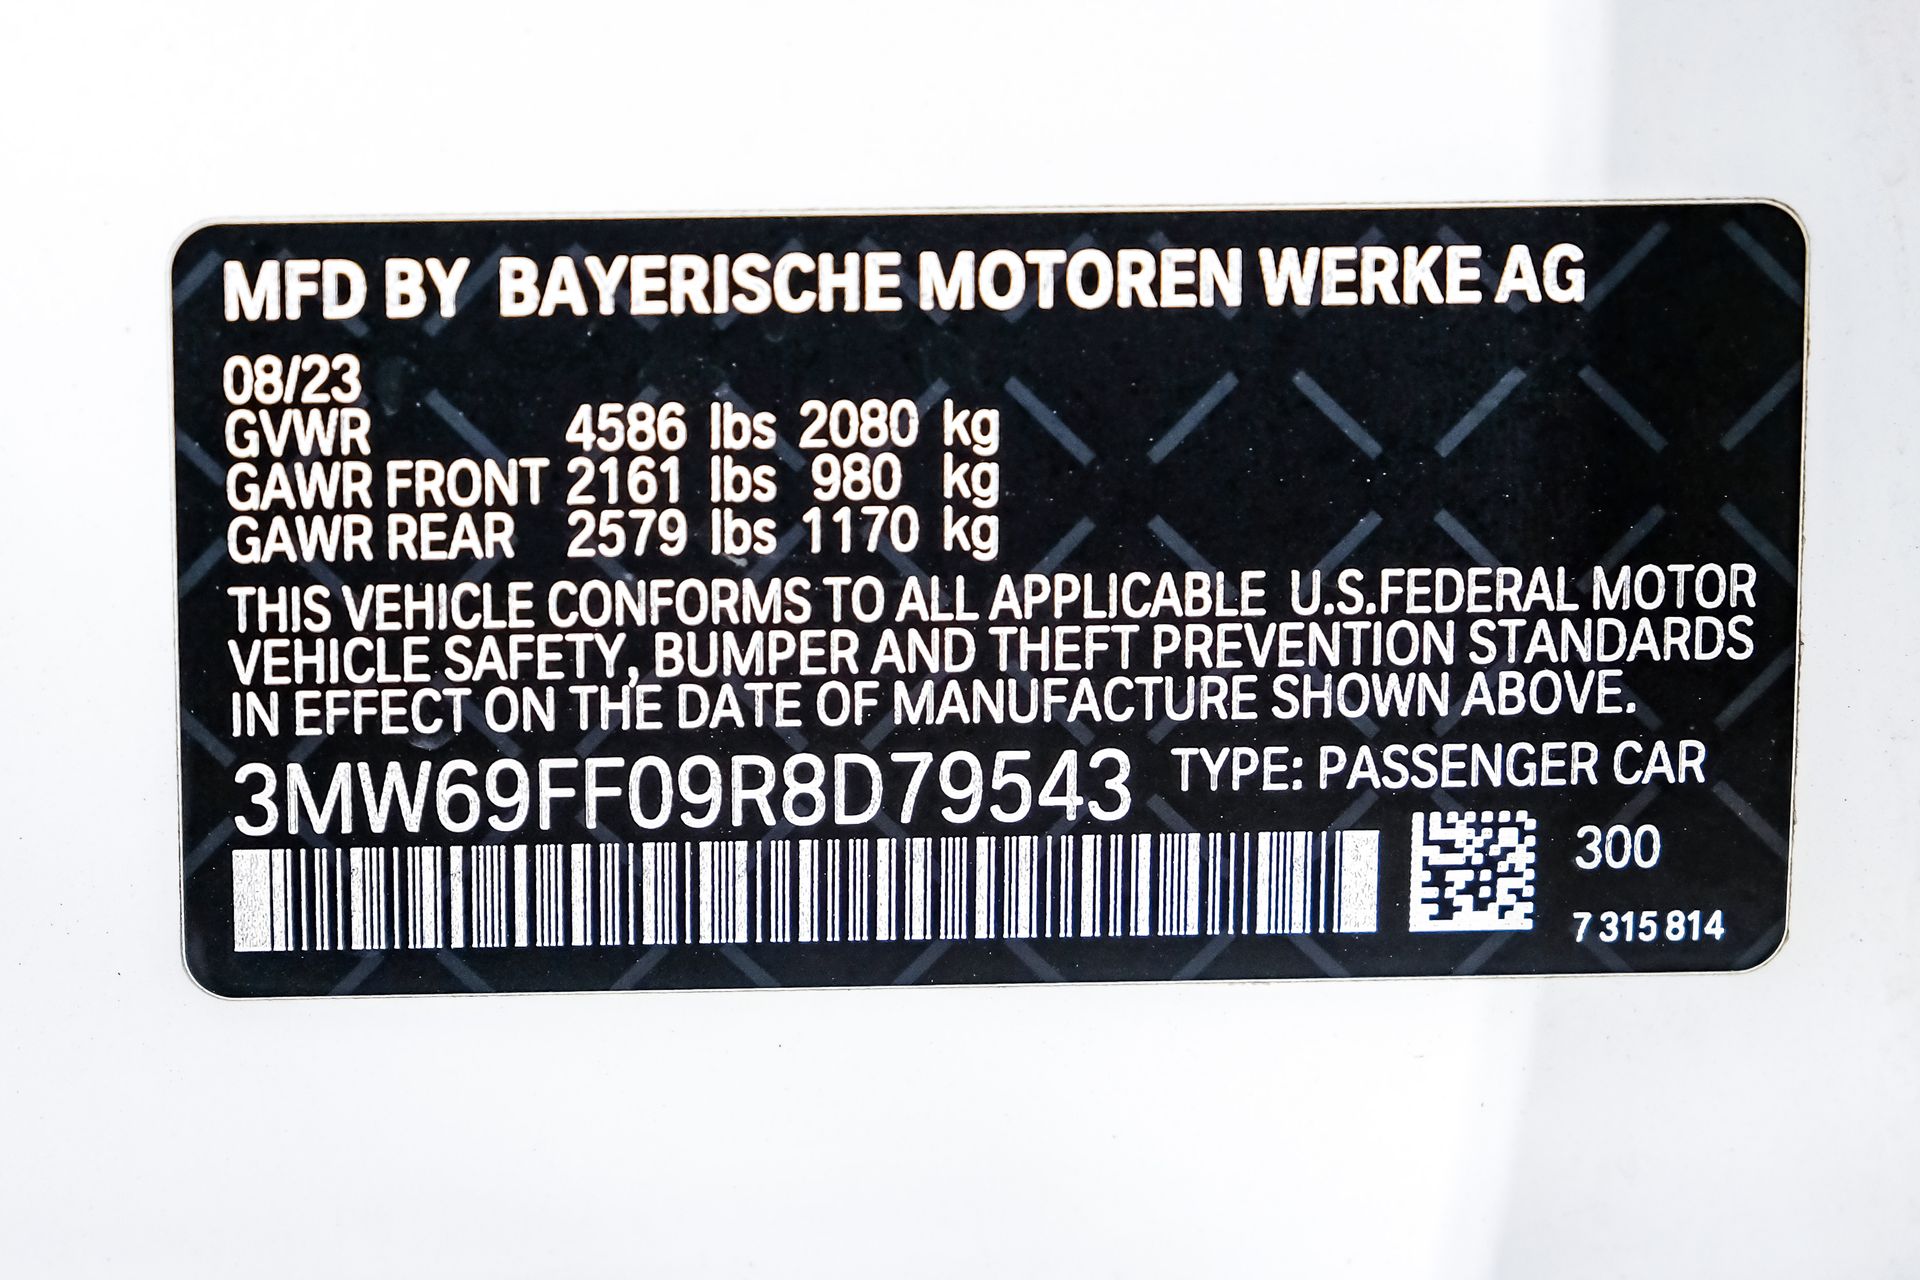 MFD BY BAYERISCHE MOTOREN WERKE AG
08/23
GVWR 4586 lbs 2080 kg
GAWR FRONT 2161 lbs 980 kg
GAWR REAR 2579 lbs 1170 kg
THIS VEHICLE CONFORMS TO ALL APPLICABLE U.S.FEDERAL MOTOR
VEHICLE SAFETY, BUMPER AND THEFT PREVENTION STANDARDS
IN EFFECT ON THE DATE OF MANUFACTURE SHOWN ABOVE.
3MW69FF09R8D79543 TYPE: PASSENGER CAR
300
7 315 814